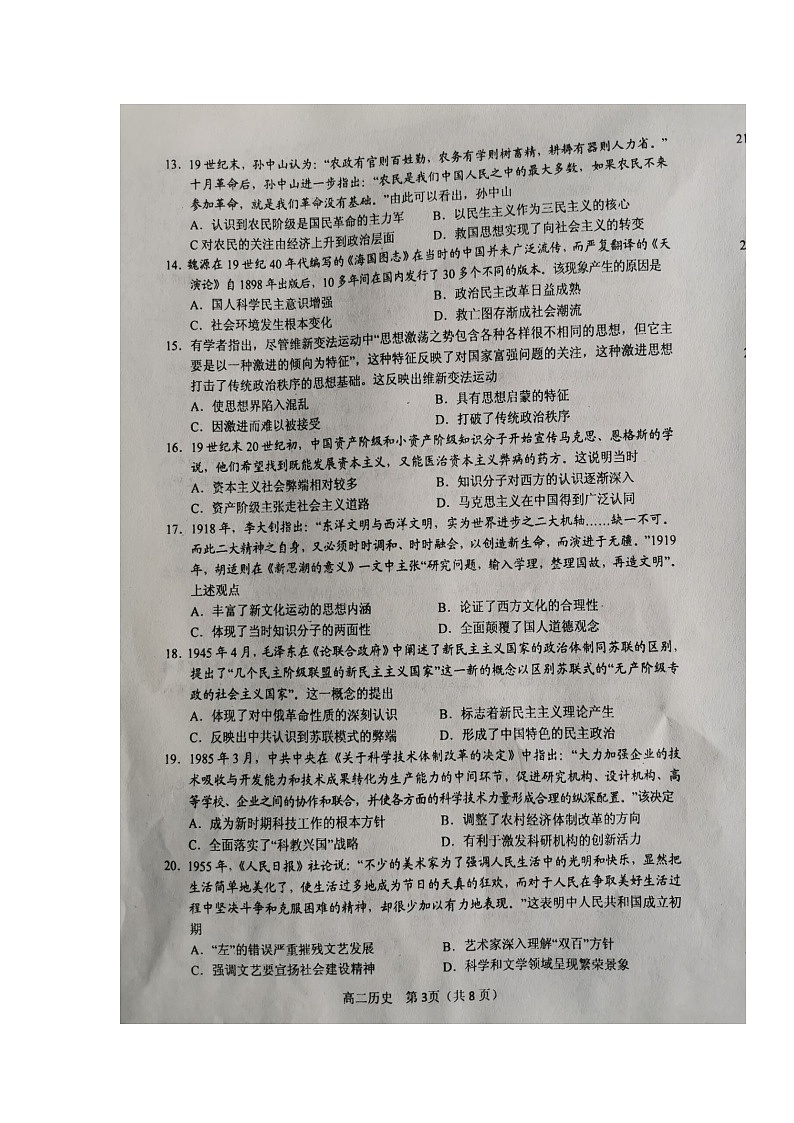 13. 19世纪末，孙中山认为：“农政有官则百姓勤，农务有学则树畜精，耕耨有器则人力省。”
十月革命后，孙中山进一步指出：“农民是我们中国人民之中的最大多数，如果农民不来
参加革命，就是我们革命没有基础。”由此可以看出，孙中山
A．认识到农民阶级是国民革命的主力军 B．以民生主义作为三民主义的核心
C 对农民的关注由经济上升到政治层面 D．救国思想实现了向社会主义的转变
14. 魏源在19世纪40年代编写的《海国图志》在当时的中国并未广泛流传，而严复翻译的《天
演论》自1898年出版后，10多年间在国内发行了30多个不同的版本。该现象产生的原因是
A．国人科学民主意识增强 B．政治民主改革日益成熟
C．社会环境发生根本变化 D．救亡图存渐成社会潮流
15. 有学者指出，尽管维新变法运动中“思想激荡之势包含各种各样很不相同的思想，但它主
要是以一种激进的倾向为特征”，这种特征反映了对国家富强问题的关注，这种激进思想
打击了传统政治秩序的思想基础。这反映出维新变法运动
A．使思想界陷入混乱 B．具有思想启蒙的特征
C．因激进而难以被接受 D．打破了传统政治秩序
16. 19世纪末20世纪初，中国资产阶级和小资产阶级知识分子开始宣传马克思、恩格斯的学
说，他们希望找到既能发展资本主义，又能医治资本主义弊病的药方。这说明当时
A．资本主义社会弊端相对较多 B．知识分子对西方的认识逐渐深入
C．资产阶级主张走社会主义道路 D．马克思主义在中国得到广泛认同
17. 1918年，李大钊指出：“东洋文明与西洋文明，实为世界进步之二大机轴……缺一不可。
而此二大精神之自身，又必须时时调和、时时融会，以创造新生命，而演进于无疆。”1919
年，胡适则在《新思潮的意义》一文中主张“研究问题，输入学理，整理国故，再造文明”。
上述观点
A．丰富了新文化运动的思想内涵 B．论证了西方文化的合理性
C．体现了当时知识分子的两面性 D．全面颠覆了国人道德观念
18. 1945年4月，毛泽东在《论联合政府》中阐述了新民主主义国家的政治体制同苏联的区别，
提出了“几个民主阶级联盟的新民主主义国家”这一新的概念以区别苏联式的“无产阶级专
政的社会主义国家”。这一概念的提出
A．体现了对中俄革命性质的深刻认识 B．标志着新民主主义理论产生
C．反映出中共认识到苏联模式的弊端 D．形成了中国特色的民主政治
19. 1985年3月，中共中央在《关于科学技术体制改革的决定》中指出：“大力加强企业的技
术吸收与开发能力和技术成果转化为生产能力的中间环节，促进研究机构、设计机构、高
等学校、企业之间的协作和联合，并使各方面的科学技术力量形成合理的纵深配置。”该决定
A．成为新时期科技工作的根本方针 B．调整了农村经济体制改革的方向
C．全面落实了“科教兴国”战略 D．有利于激发科研机构的创新活力
20. 1955年，《人民日报》社论说：“不少的美术家为了强调人民生活中的光明和快乐，显然把
生活简单地美化了，使生活过多地成为节日的天真的狂欢，而对于人民在争取美好生活过
程中坚决斗争和克服困难的精神，却很少加以有力地表现。”这表明中人民共和国成立初
期
A．“左”的错误严重摧残文艺发展 B．艺术家深入理解“双百”方针
C．强调文艺要宣扬社会建设精神 D．科学和文学领域呈现繁荣景象
高二历史 第3页（共8页）
21
2